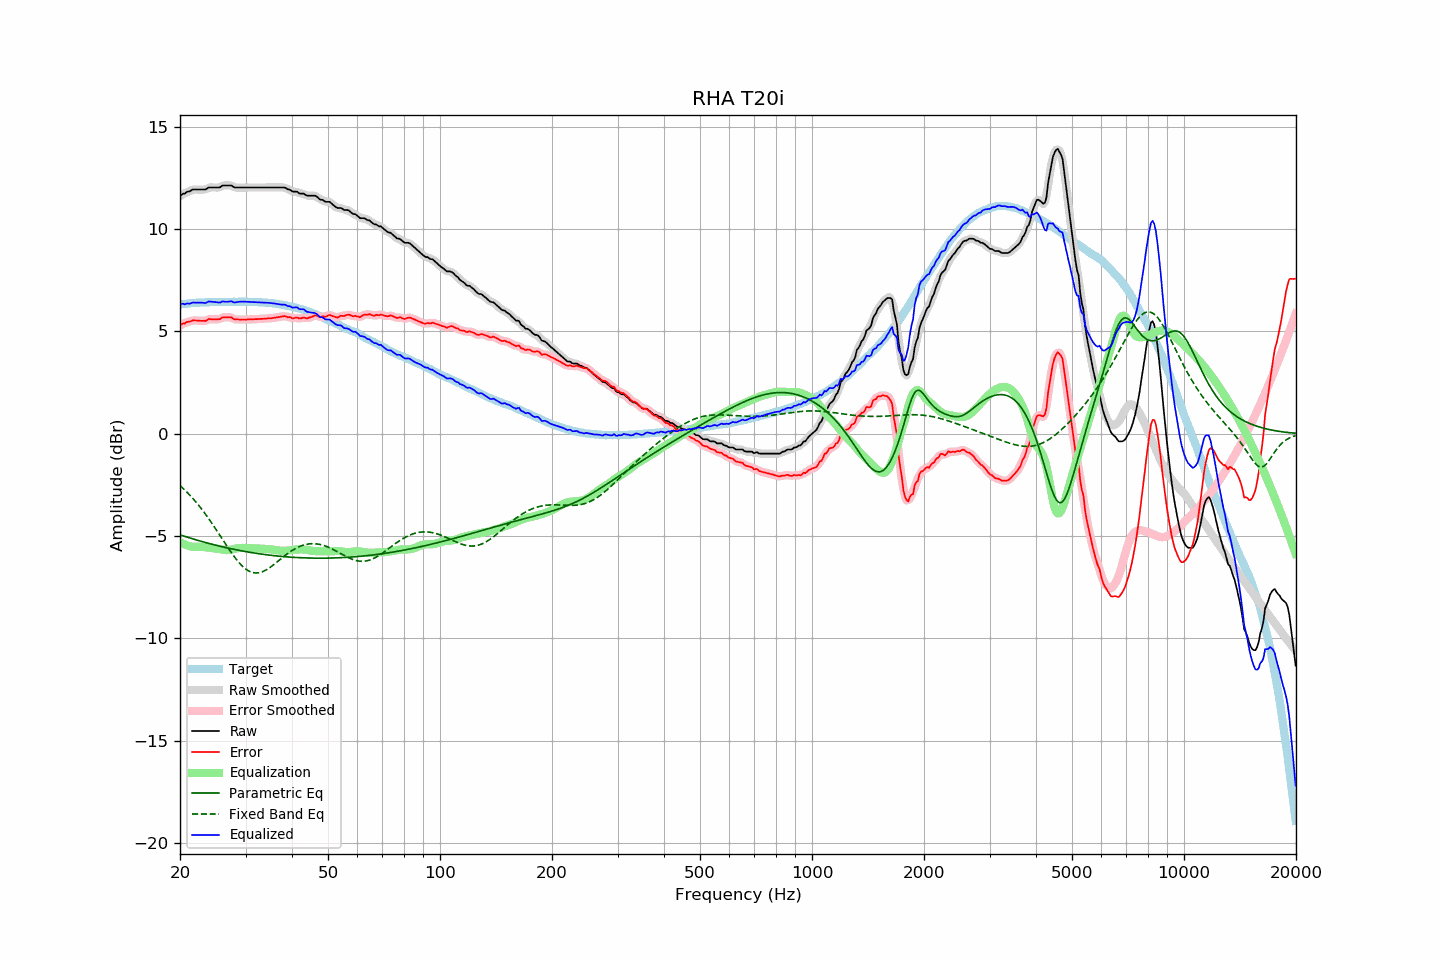 RHA T20i
Amplitude (dBr)
15
10
5
0
−5
−10
−15
−20
Target
Raw Smoothed
Error Smoothed
Raw
Error
Equalization
Parametric Eq
Fixed Band Eq
Equalized
20 50 100 200 500 1000 2000 5000 10000 20000
Frequency (Hz)